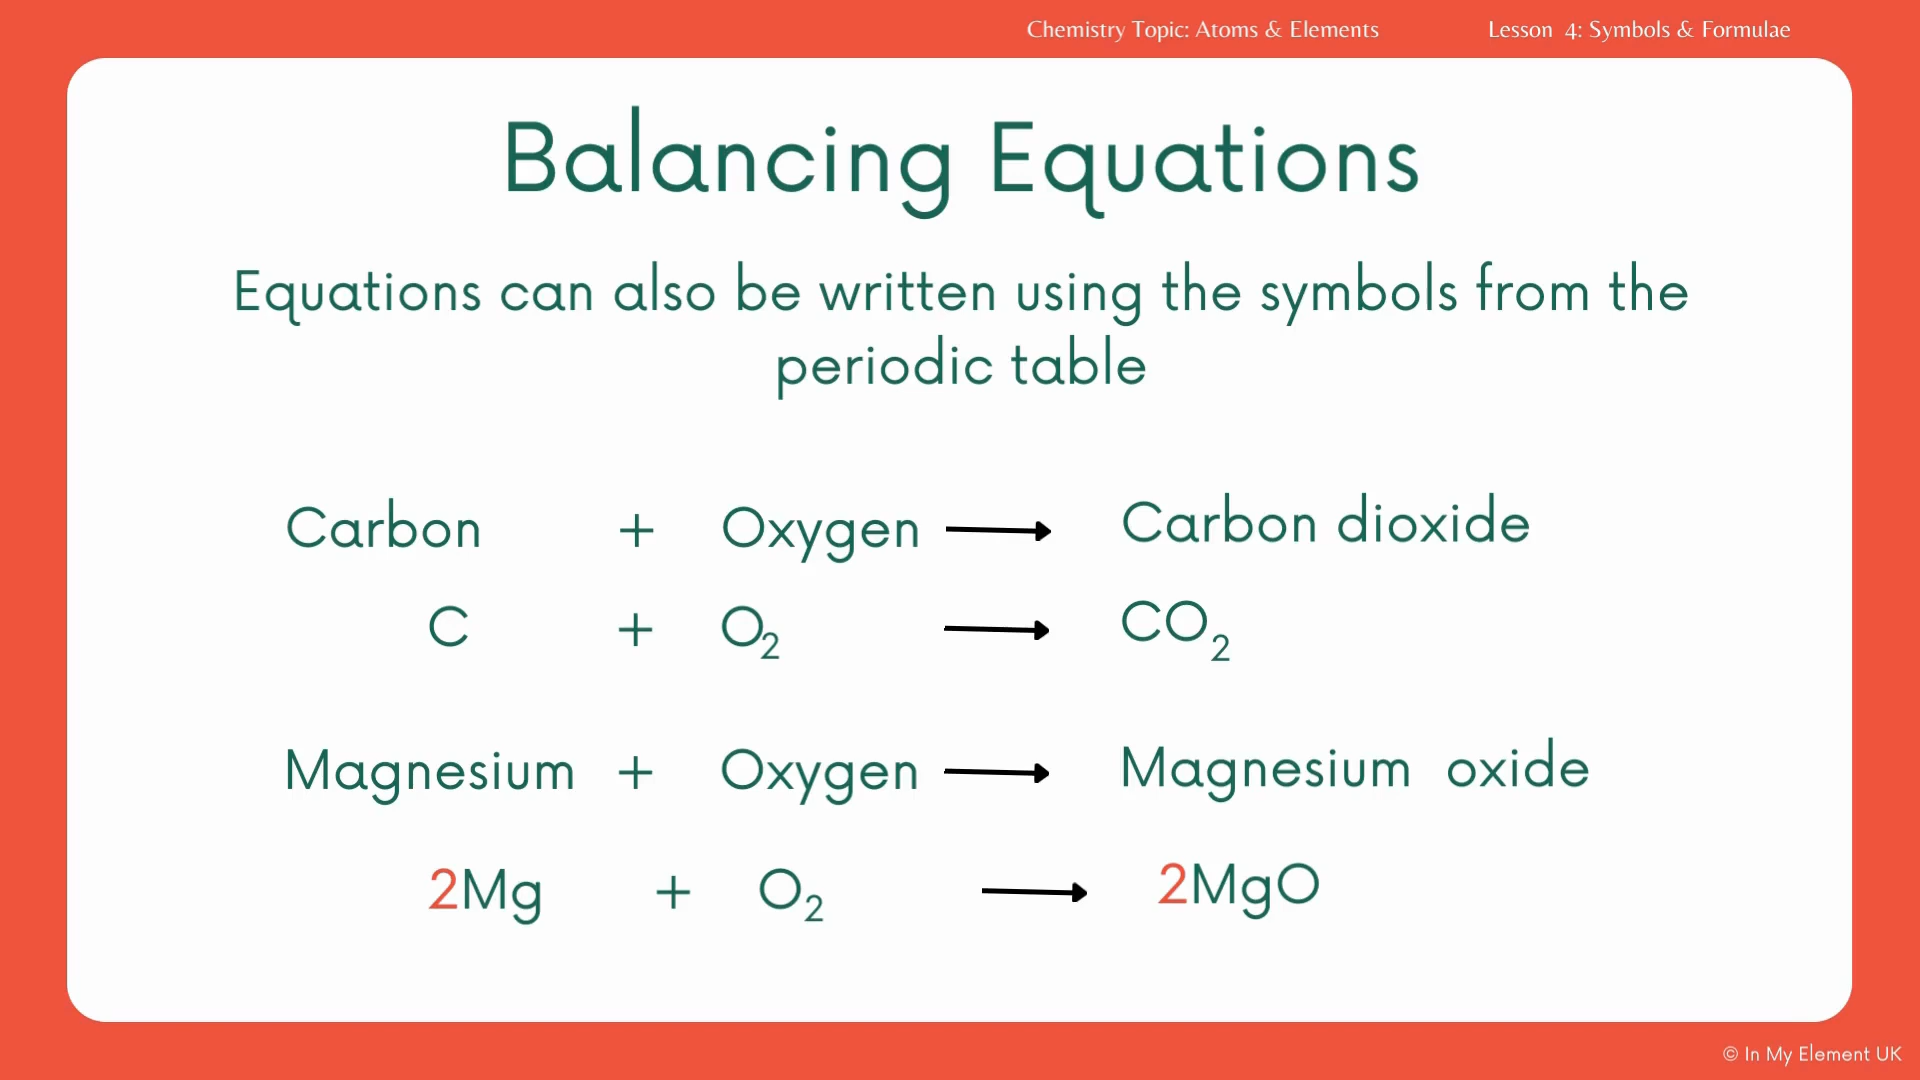 Chemistry Topic: Atoms & Elements Lesson 4: Symbols & Formulae
Balancing Equations
Equations can also be written using the symbols from the
periodic table
Carbon + Oxygen → Carbon dioxide
C + O₂ → CO₂
Magnesium + Oxygen → Magnesium oxide
2Mg + O₂ → 2MgO
© In My Element UK